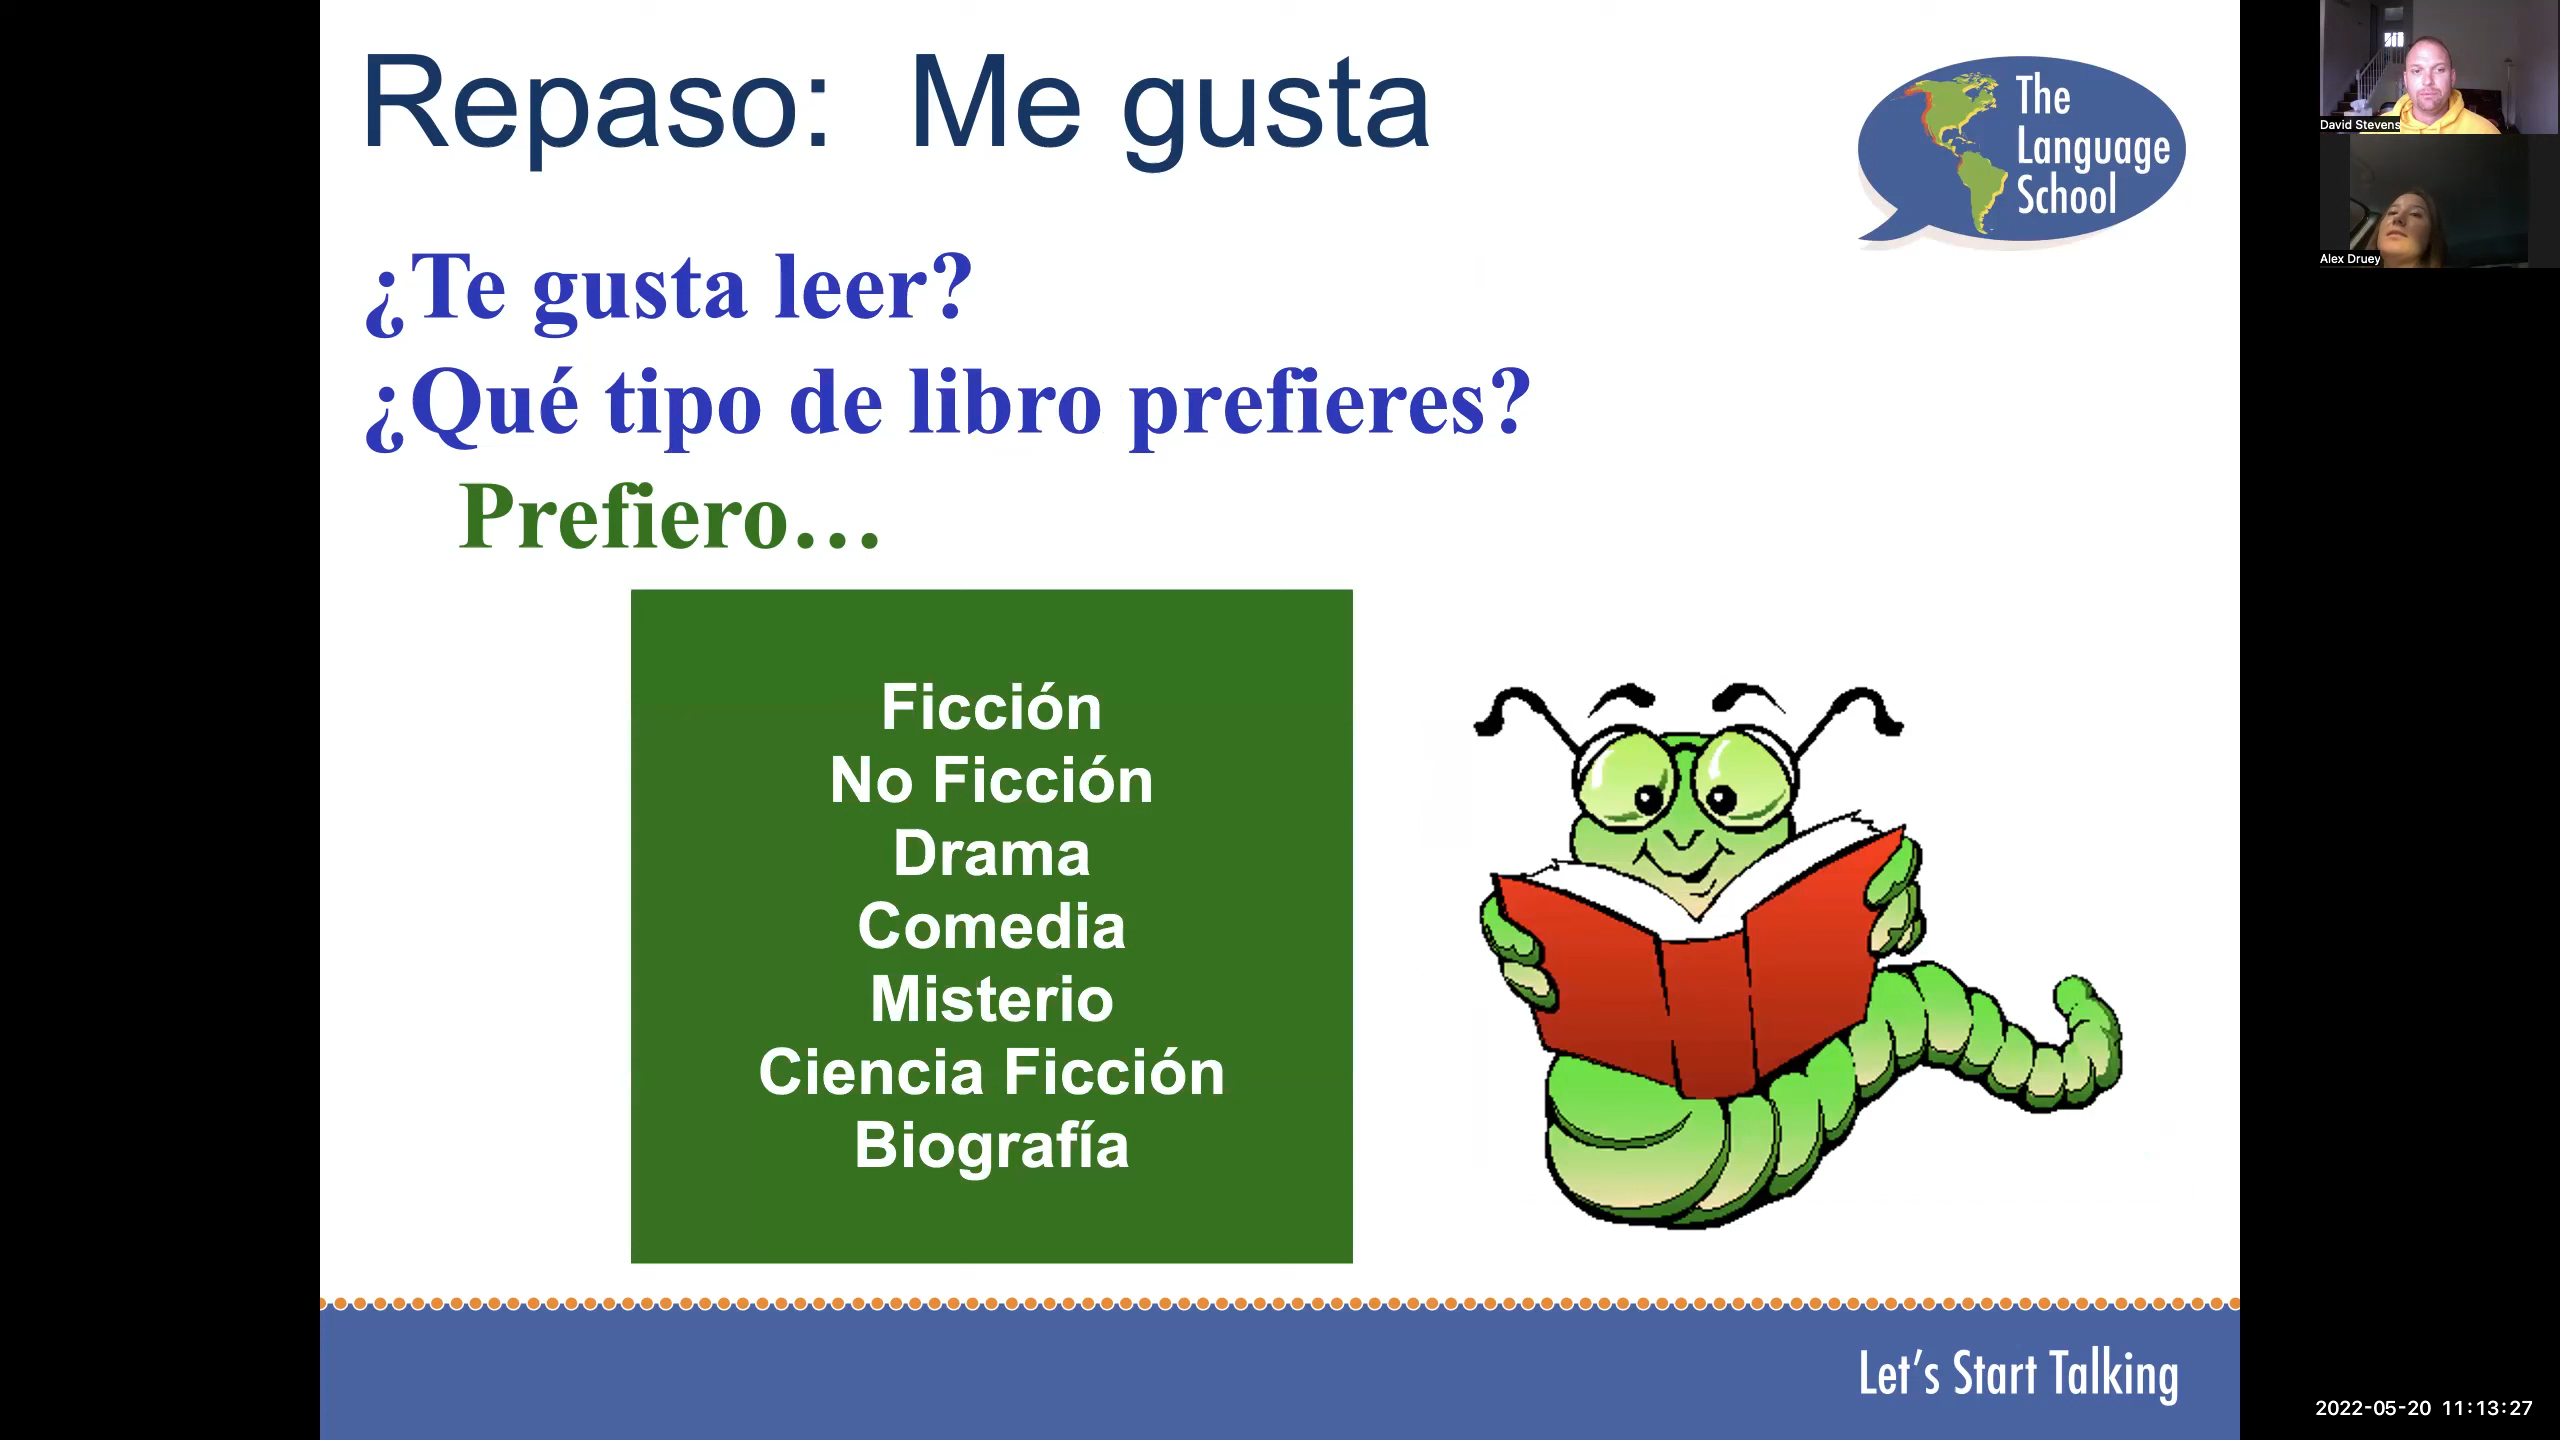 Repaso: Me gusta
The
Language
School
¿Te gusta leer?
¿Qué tipo de libro prefieres?
Prefiero…
Ficción
No Ficción
Drama
Comedia
Misterio
Ciencia Ficción
Biografía
Let's Start Talking
David Stevens
Alex Druey
2022-05-20 11:13:27